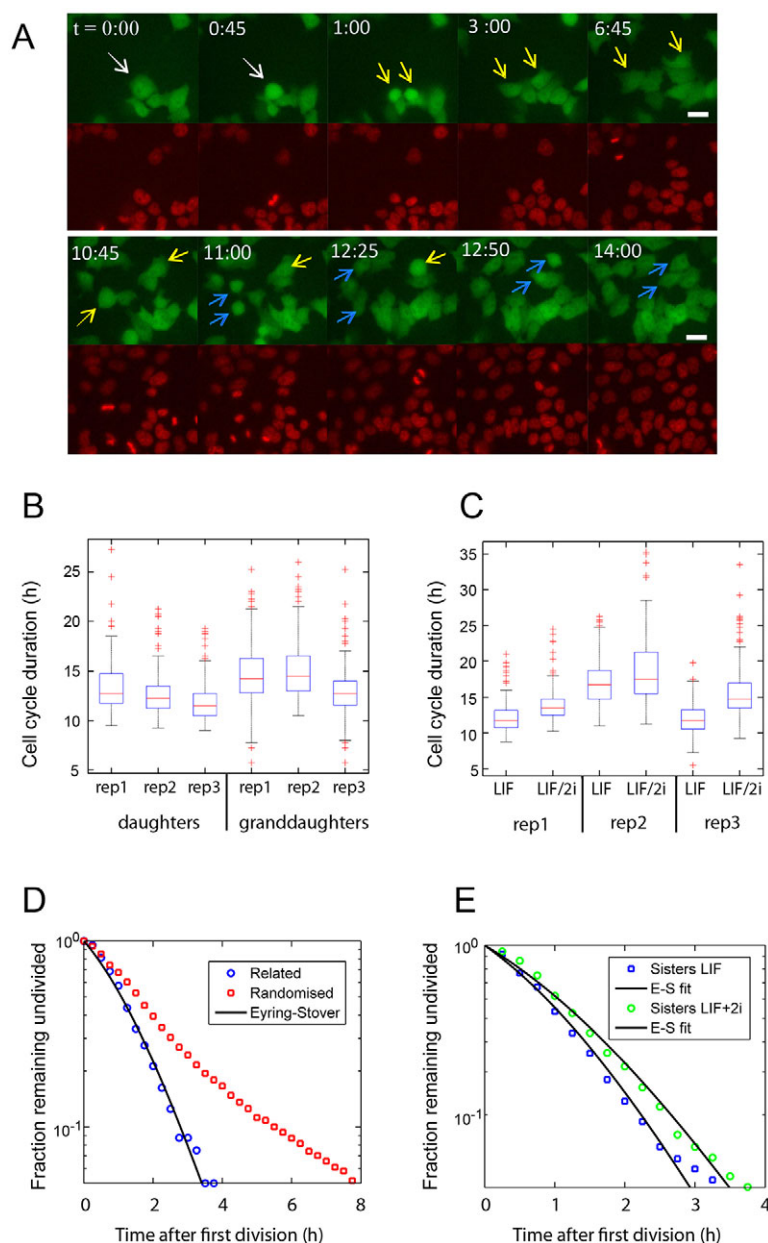 A
t = 0:00 0:45 1:00 3 :00 6:45
10:45 11:00 12:25 12:50 14:00
B
Cell cycle duration (h)
25
20
15
10
5
rep1 rep2 rep3 rep1 rep2 rep3
daughters granddaughters
C
Cell cycle duration (h)
35
30
25
20
15
10
5
LIF LIF/2i LIF LIF/2i LIF LIF/2i
rep1 rep2 rep3
D
Fraction remaining undivided
10^0
10^-1
Related
Randomised
Eyring-Stover
0 2 4 6 8
Time after first division (h)
E
Fraction remaining undivided
10^0
10^-1
Sisters LIF
E-S fit
Sisters LIF+2i
E-S fit
0 1 2 3 4
Time after first division (h)